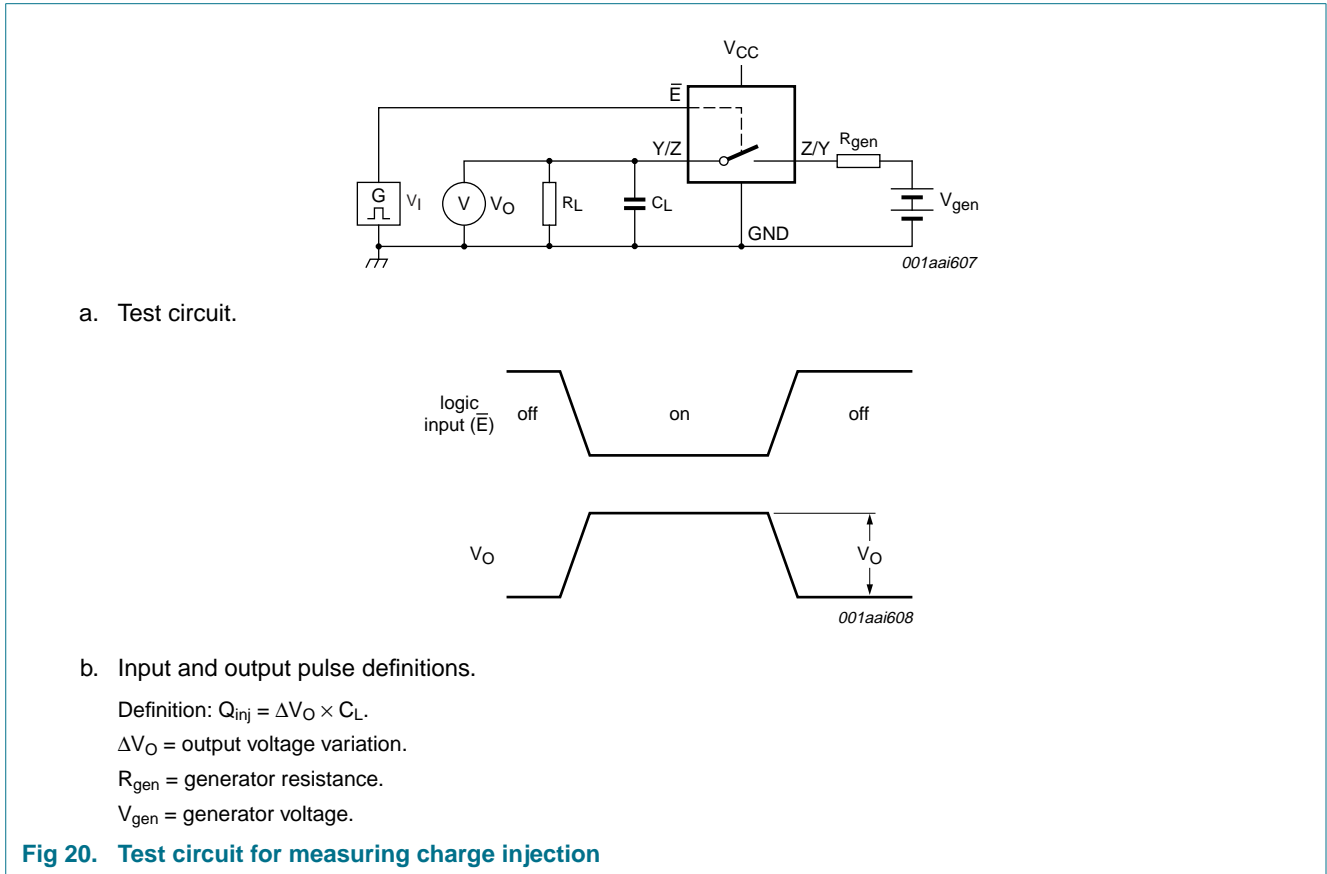 VCC
E̅
Y/Z
Z/Y
Rgen
G
VI
V
VO
RL
CL
Vgen
GND
001aai607
a. Test circuit.
logic
input (E̅)
off
on
off
VO
VO
001aai608
b. Input and output pulse definitions.
Definition: Qinj = ΔVO × CL.
ΔVO = output voltage variation.
Rgen = generator resistance.
Vgen = generator voltage.
Fig 20. Test circuit for measuring charge injection